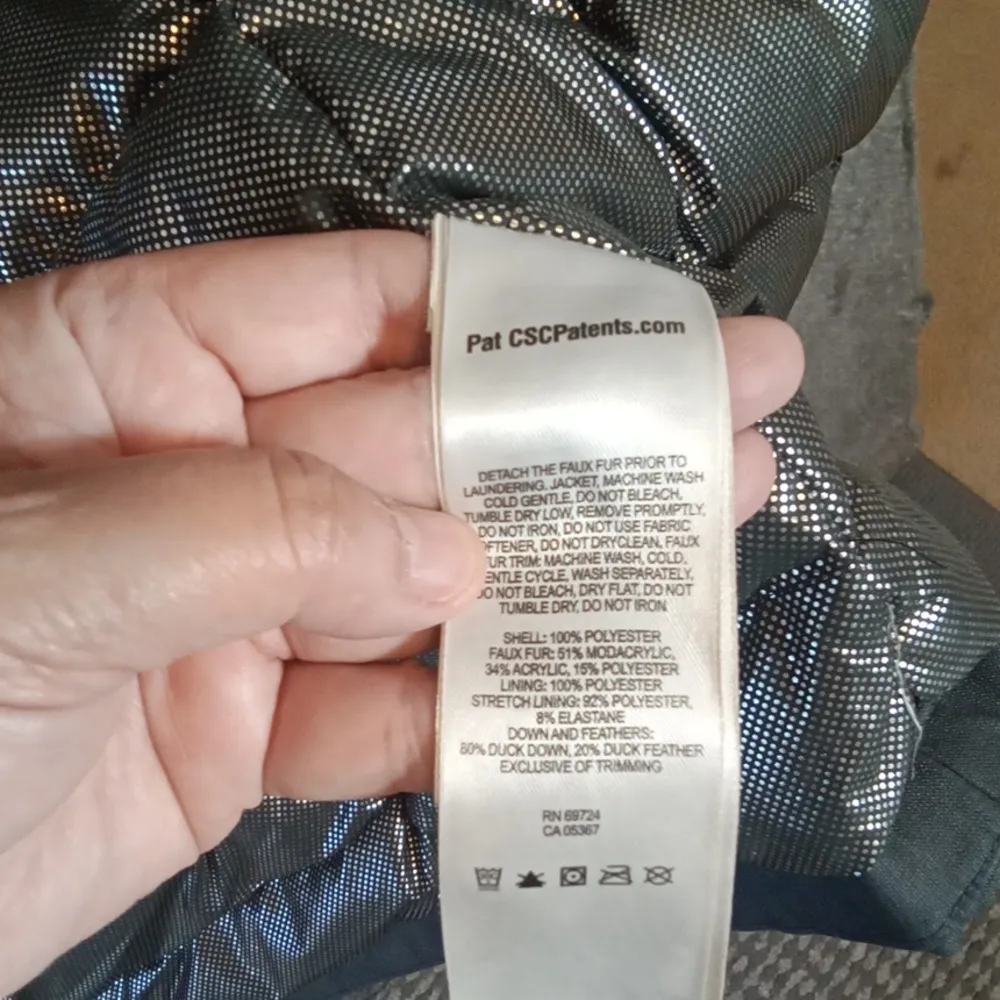 Pat CSCPatents.com
DETACH THE FAUX FUR PRIOR TO
LAUNDERING. JACKET, MACHINE WASH
COLD GENTLE, DO NOT BLEACH,
TUMBLE DRY LOW, REMOVE PROMPTLY,
DO NOT IRON, DO NOT USE FABRIC
FTENER, DO NOT DRYCLEAN, FAUX
FUR TRIM: MACHINE WASH, COLD,
ENTLE CYCLE, WASH SEPARATELY,
DO NOT BLEACH, DRY FLAT, DO NOT
TUMBLE DRY, DO NOT IRON
SHELL: 100% POLYESTER
FAUX FUR: 51% MODACRYLIC,
34% ACRYLIC, 15% POLYESTER
LINING: 100% POLYESTER
STRETCH LINING: 92% POLYESTER,
8% ELASTANE
DOWN AND FEATHERS:
80% DUCK DOWN, 20% DUCK FEATHER
EXCLUSIVE OF TRIMMING
RN 69724
CA 05367